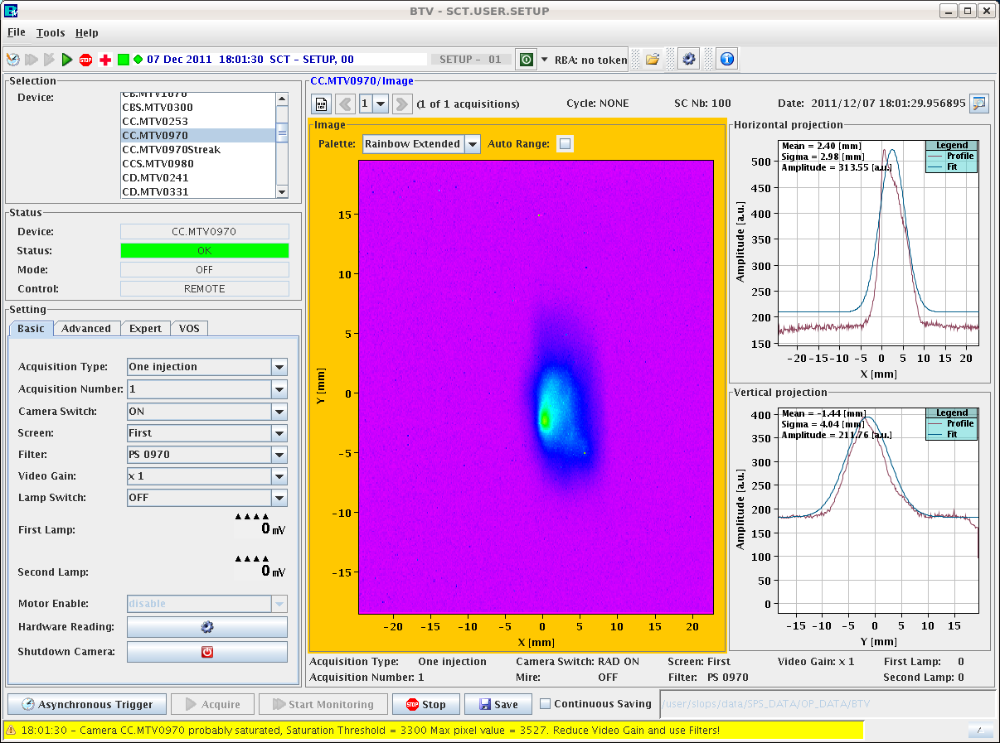 BTV - SCT.USER.SETUP
File Tools Help
STOP 07 Dec 2011 18:01:30 SCT - SETUP, 00 SETUP - 01 RBA: no token
Selection
Device:
CB.MTV1070
CBS.MTV0300
CC.MTV0253
CC.MTV0970
CC.MTV0970Streak
CCS.MTV0980
CD.MTV0241
CD.MTV0331
Status
Device: CC.MTV0970
Status: OK
Mode: OFF
Control: REMOTE
Setting
Basic Advanced Expert VOS
Acquisition Type: One injection
Acquisition Number: 1
Camera Switch: ON
Screen: First
Filter: PS 0970
Video Gain: x 1
Lamp Switch: OFF
First Lamp: 0 mV
Second Lamp: 0 mV
Motor Enable: disable
Hardware Reading:
Shutdown Camera:
CC.MTV0970/Image
1 (1 of 1 acquisitions) Cycle: NONE SC Nb: 100 Date: 2011/12/07 18:01:29.956895
Image
Palette: Rainbow Extended Auto Range:
15
10
5
0
-5
-10
-15
Y [mm]
-20 -15 -10 -5 0 5 10 15 20
X [mm]
Horizontal projection
Mean = 2.40 [mm]
Sigma = 2.98 [mm]
Amplitude = 313.55 [a.u.]
Legend
Profile
Fit
500
450
400
350
300
250
200
150
Amplitude [a.u.]
-20 -15 -10 -5 0 5 10 15 20
X [mm]
Vertical projection
Mean = -1.44 [mm]
Sigma = 4.04 [mm]
Amplitude = 211.76 [a.u.]
Legend
Profile
Fit
400
350
300
250
200
150
100
50
0
Amplitude [a.u.]
-15 -10 -5 0 5 10 15
Y [mm]
Acquisition Type: One injection Camera Switch: RAD ON Screen: First Video Gain: x 1 First Lamp: 0
Acquisition Number: 1 Mire: OFF Filter: PS 0970 Second Lamp: 0
Asynchronous Trigger Acquire Start Monitoring STOP Stop Save Continuous Saving /user/slops/data/SPS_DATA/OP_DATA/BTV
18:01:30 - Camera CC.MTV0970 probably saturated, Saturation Threshold = 3300 Max pixel value = 3527. Reduce Video Gain and use Filters!